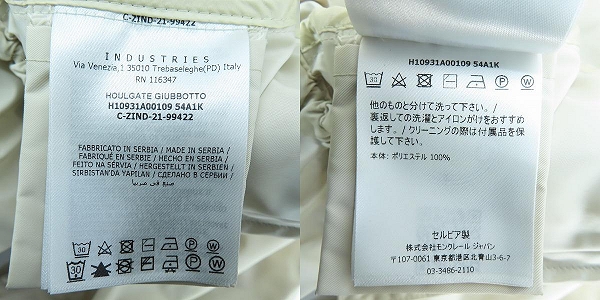 C-ZIND-21-99422
INDUSTRIES
Via Venezia,1 35010 Trebaseleghe(PD) Italy
RN 116347
HOULGATE GIUBBOTTO
H10931A00109 54A1K
C-ZIND-21-99422
FABBRICATO IN SERBIA / MADE IN SERBIA /
FABRIQUÉ EN SERBIE / HECHO EN SERBIA /
FEITO NA SÉRVIA / HERGESTELLT IN SERBIEN /
SIRBISTAN'DA YAPILAN / СДЕЛАНО В СЕРБИИ /
صنع في صربيا
30
30
H10931A00109 54A1K
30
他のものと分けて洗って下さい。/
裏返しての洗濯とアイロンがけをおすすめ
します。/クリーニングの際は付属品を保
護して下さい。
本体: ポリエステル 100%
セルビア製
株式会社モンクレール ジャパン
〒107-0061 東京都港区北青山3-6-7
03-3486-2110